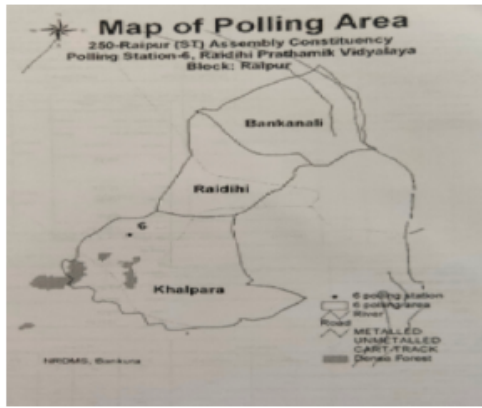 Map of Polling Area
250-Raipur (ST) Assembly Constituency
Polling Station-6, Raidihi Prathamik Vidyalaya
Block: Raipur
Bankanali
Raidihi
6
Khalpara
6 polling station
6 polling area
River
Road
METALLED
UNMETALLED
CART/TRACK
Dense Forest
NRDMS, Bankura